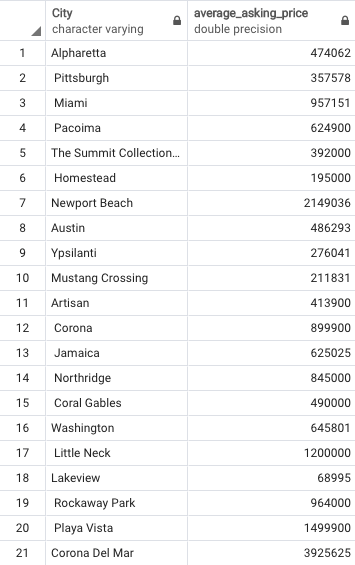 City average_asking_price
character varying double precision
1 Alpharetta 474062
2 Pittsburgh 357578
3 Miami 957151
4 Pacoima 624900
5 The Summit Collection... 392000
6 Homestead 195000
7 Newport Beach 2149036
8 Austin 486293
9 Ypsilanti 276041
10 Mustang Crossing 211831
11 Artisan 413900
12 Corona 899900
13 Jamaica 625025
14 Northridge 845000
15 Coral Gables 490000
16 Washington 645801
17 Little Neck 1200000
18 Lakeview 68995
19 Rockaway Park 964000
20 Playa Vista 1499900
21 Corona Del Mar 3925625